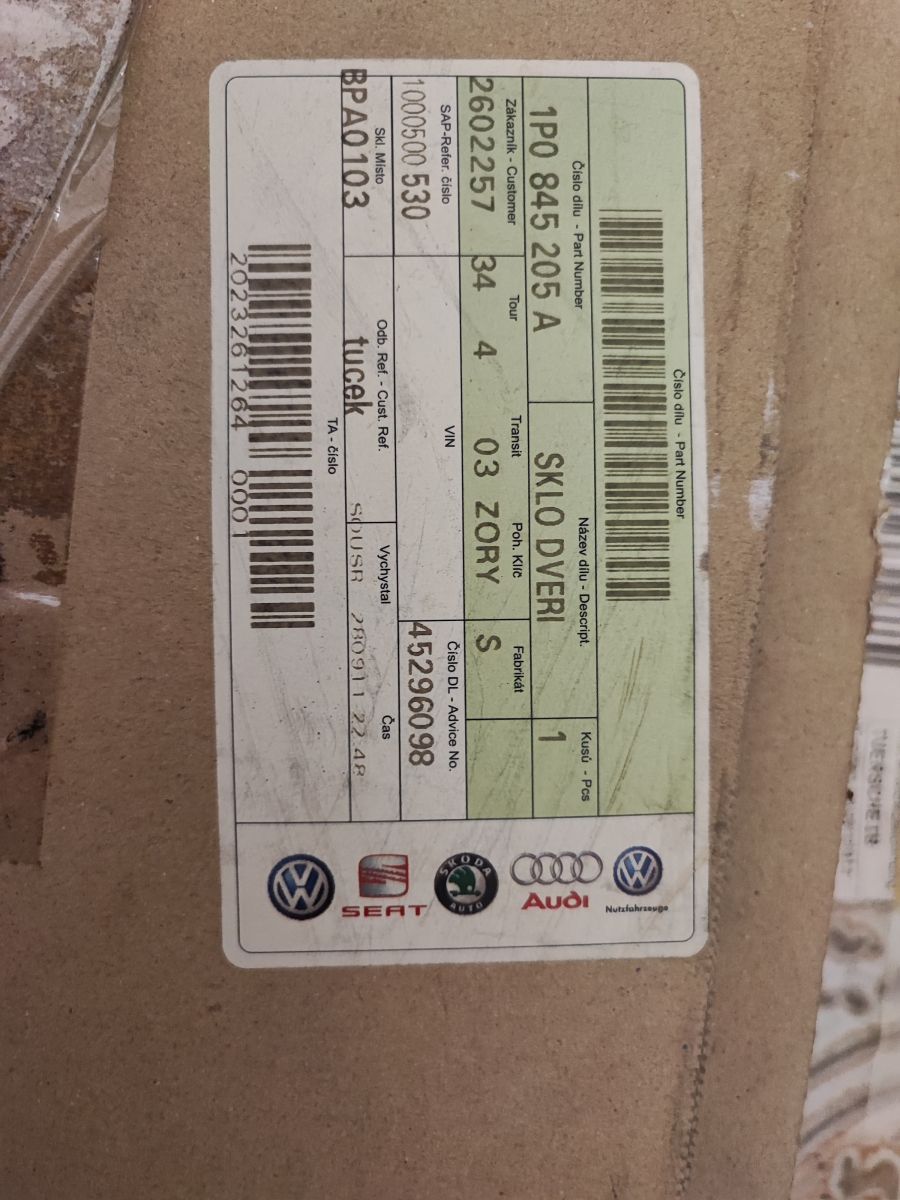 Číslo dílu - Part Number
Číslo dílu - Part Number
Název dílu - Descript.
Kusů - Pcs
1P0 845 205 A
SKLO DVERI
1
Zákazník - Customer
Tour
Transit
Poh. Klíč
Fabrikát
2602257
34
4
03
ZORY
S
SAP-Refer. číslo
VIN
Číslo DL - Advice No.
1000500530
45296098
Skl. Místo
Odb. Ref. - Cust. Ref.
Vychystal
Čas
BPA0103
tucek
SOUSR
280911 22.48
TA - číslo
2023261264 0001
SEAT
ŠKODA
AUTO
Audi
Nutzfahrzeuge